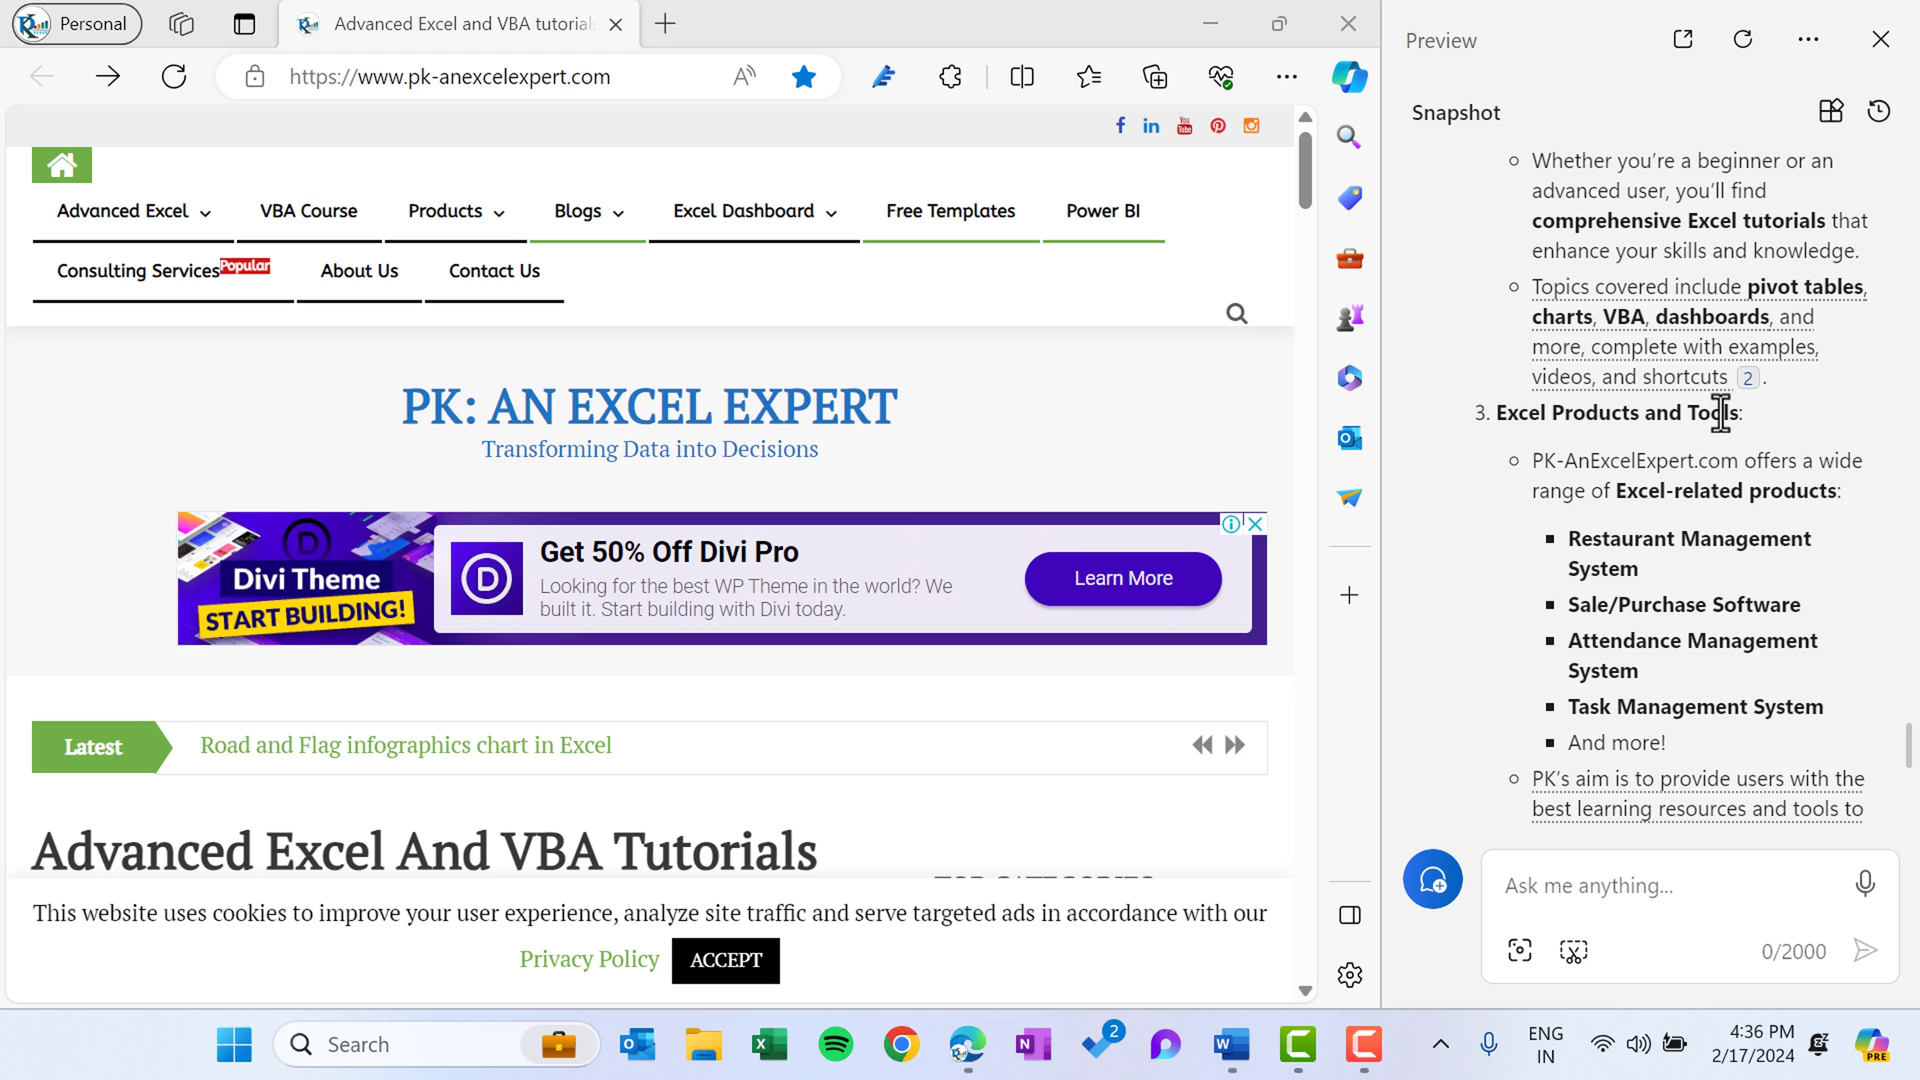 Personal
Advanced Excel and VBA tutorial
https://www.pk-anexcelexpert.com
Advanced Excel
VBA Course
Products
Blogs
Excel Dashboard
Free Templates
Power BI
Consulting Services Popular
About Us
Contact Us
PK: AN EXCEL EXPERT
Transforming Data into Decisions
Divi Theme
START BUILDING!
D
Get 50% Off Divi Pro
Looking for the best WP Theme in the world? We
built it. Start building with Divi today.
Learn More
Latest
Road and Flag infographics chart in Excel
Advanced Excel And VBA Tutorials
This website uses cookies to improve your user experience, analyze site traffic and serve targeted ads in accordance with our
Privacy Policy
ACCEPT
Preview
Snapshot
Whether you're a beginner or an
advanced user, you'll find
comprehensive Excel tutorials that
enhance your skills and knowledge.
Topics covered include pivot tables,
charts, VBA, dashboards, and
more, complete with examples,
videos, and shortcuts 2 .
3. Excel Products and Tools:
PK-AnExcelExpert.com offers a wide
range of Excel-related products:
Restaurant Management
System
Sale/Purchase Software
Attendance Management
System
Task Management System
And more!
PK's aim is to provide users with the
best learning resources and tools to
Ask me anything...
0/2000
Search
2
ENG
IN
4:36 PM
2/17/2024
PRE